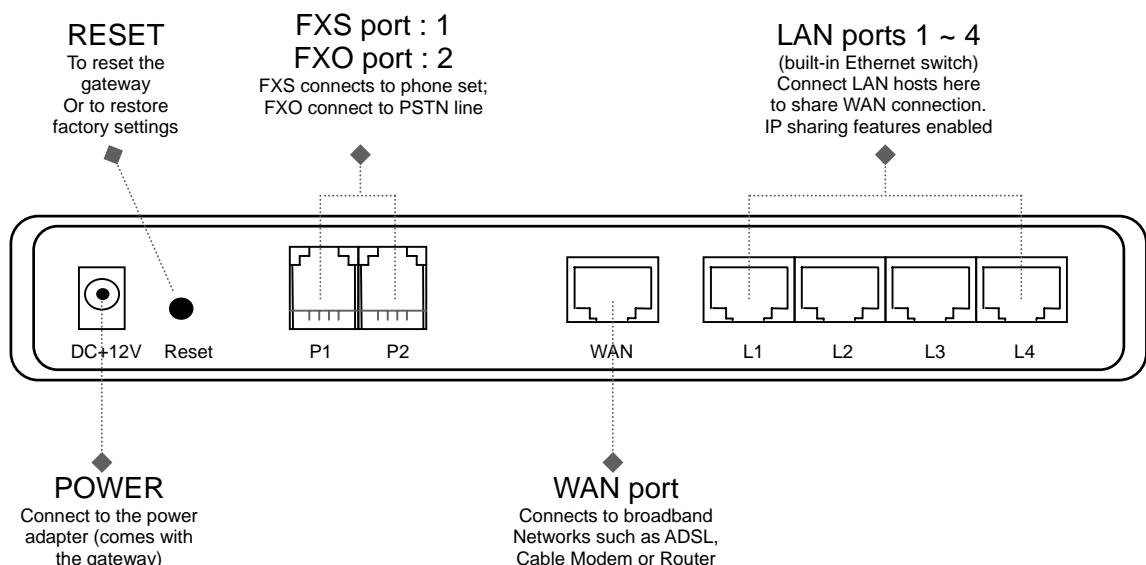 RESET
To reset the
gateway
Or to restore
factory settings
FXS port : 1
FXO port : 2
FXS connects to phone set;
FXO connect to PSTN line
LAN ports 1 ~ 4
(built-in Ethernet switch)
Connect LAN hosts here
to share WAN connection.
IP sharing features enabled
DC+12V
Reset
P1
P2
WAN
L1
L2
L3
L4
POWER
Connect to the power
adapter (comes with
the gateway)
WAN port
Connects to broadband
Networks such as ADSL,
Cable Modem or Router